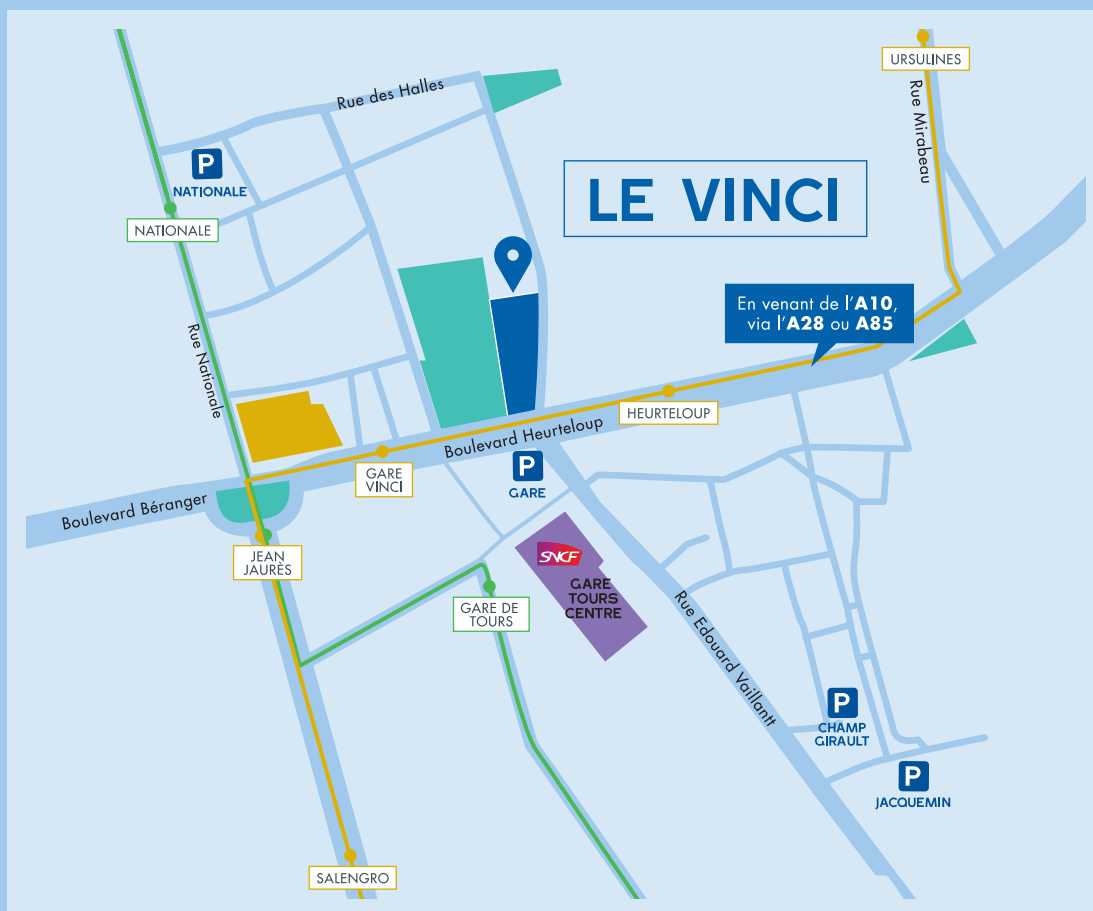 URSULINES
Rue des Halles
Rue Mirabeau
P
NATIONALE
LE VINCI
NATIONALE
En venant de l'A10,
via l'A28 ou A85
Rue Nationale
HEURTELOUP
Boulevard Heurteloup
GARE
VINCI
P
GARE
Boulevard Béranger
JEAN
JAURÈS
SNCF
GARE
TOURS
CENTRE
GARE DE
TOURS
Rue Edouard Vaillantt
P
CHAMP
GIRAULT
P
JACQUEMIN
SALENGRO